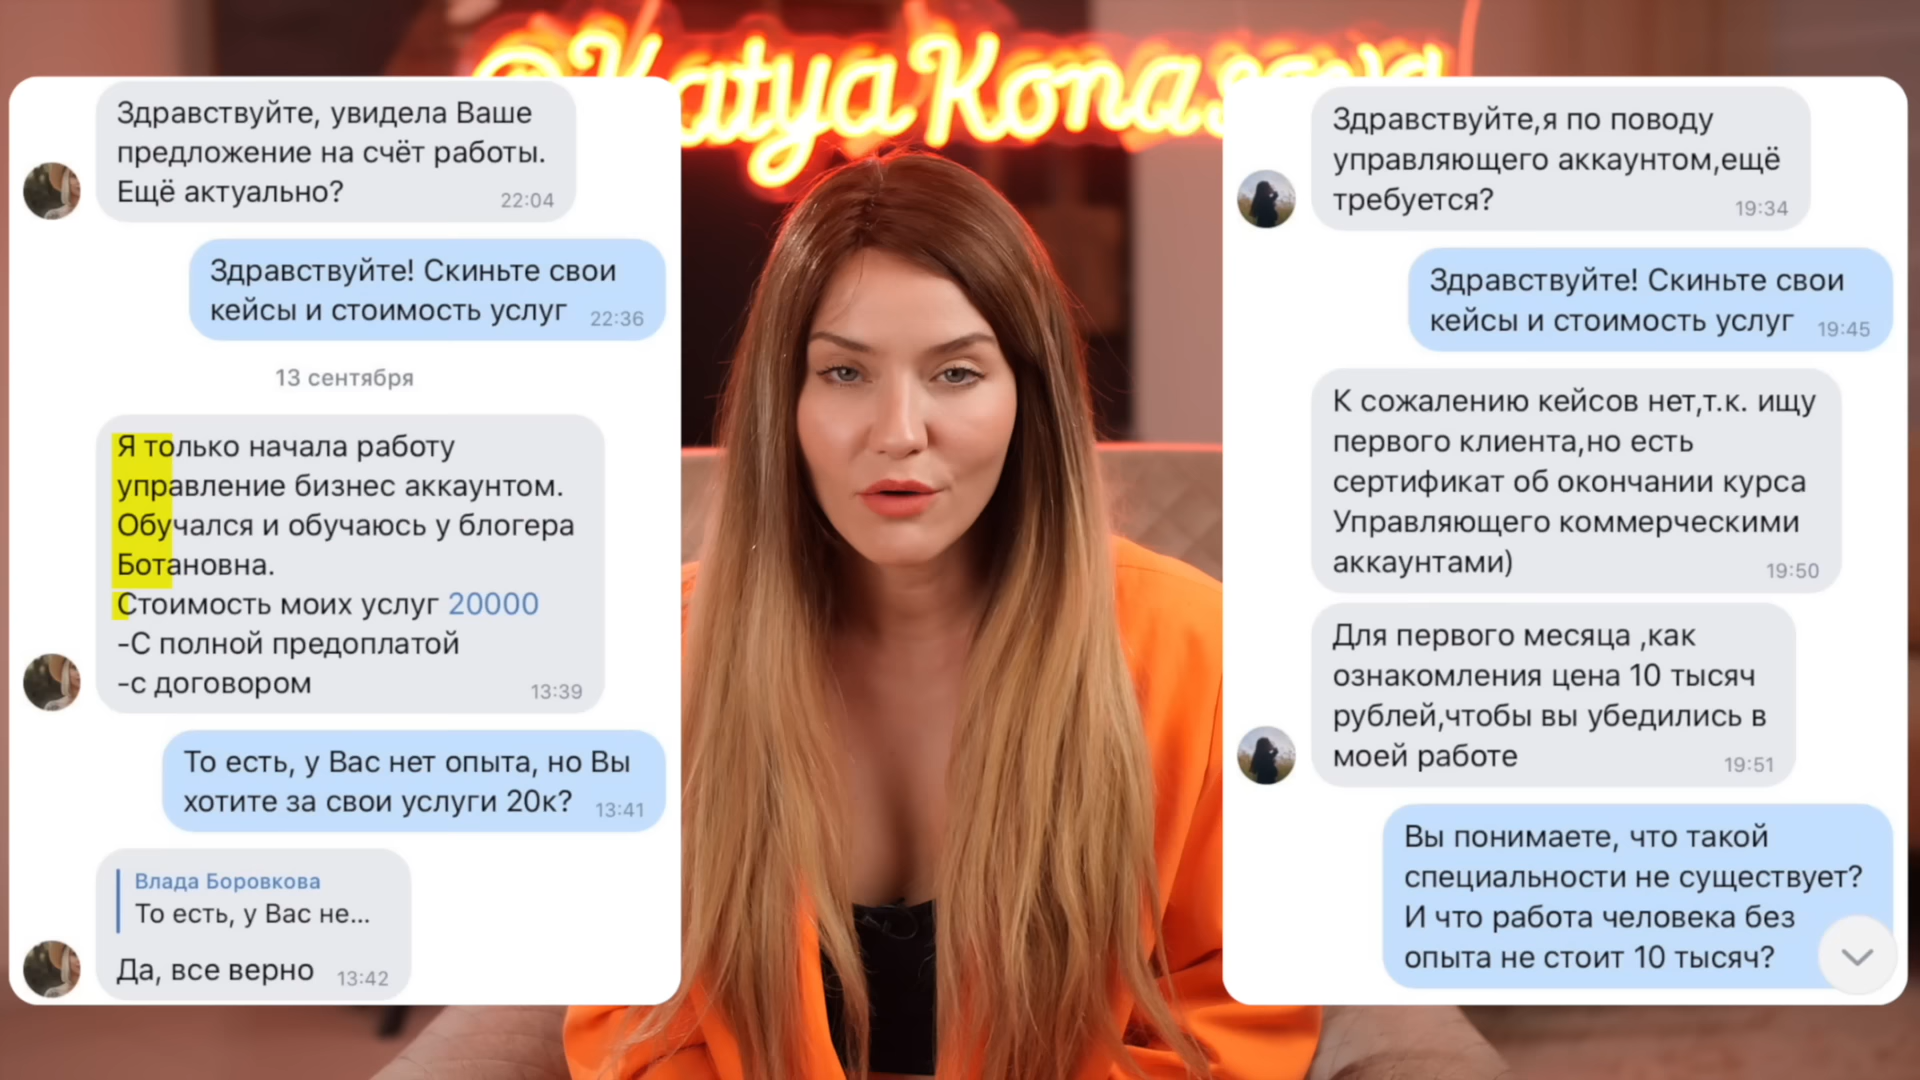 Здравствуйте, увидела Ваше
предложение на счёт работы.
Ещё актуально?
22:04
Здравствуйте! Скиньте свои
кейсы и стоимость услуг
22:36
13 сентября
Я только начала работу
управление бизнес аккаунтом.
Обучался и обучаюсь у блогера
Ботановна.
Стоимость моих услуг 20000
-С полной предоплатой
-с договором
13:39
То есть, у Вас нет опыта, но Вы
хотите за свои услуги 20к?
13:41
Влада Боровкова
То есть, у Вас не...
Да, все верно
13:42
Здравствуйте,я по поводу
управляющего аккаунтом,ещё
требуется?
19:34
Здравствуйте! Скиньте свои
кейсы и стоимость услуг
19:45
К сожалению кейсов нет,т.к. ищу
первого клиента,но есть
сертификат об окончании курса
Управляющего коммерческими
аккаунтами)
19:50
Для первого месяца ,как
ознакомления цена 10 тысяч
рублей,чтобы вы убедились в
моей работе
19:51
Вы понимаете, что такой
специальности не существует?
И что работа человека без
опыта не стоит 10 тысяч?